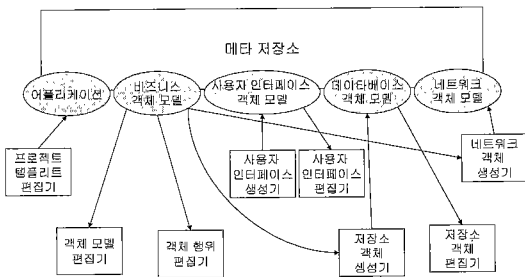 메타 저장소
어플리케이션
비즈니스
객체 모델
사용자 인터페이스
객체 모델
데이타베이스
객체 모델
네트워크
객체 모델
프로젝트
템플리트
편집기
사용자
인터페이스
생성기
사용자
인터페이스
편집기
네트워크
객체
생성기
객체 모델
편집기
객체 행위
편집기
저장소
객체
생성기
저장소
객체
편집기